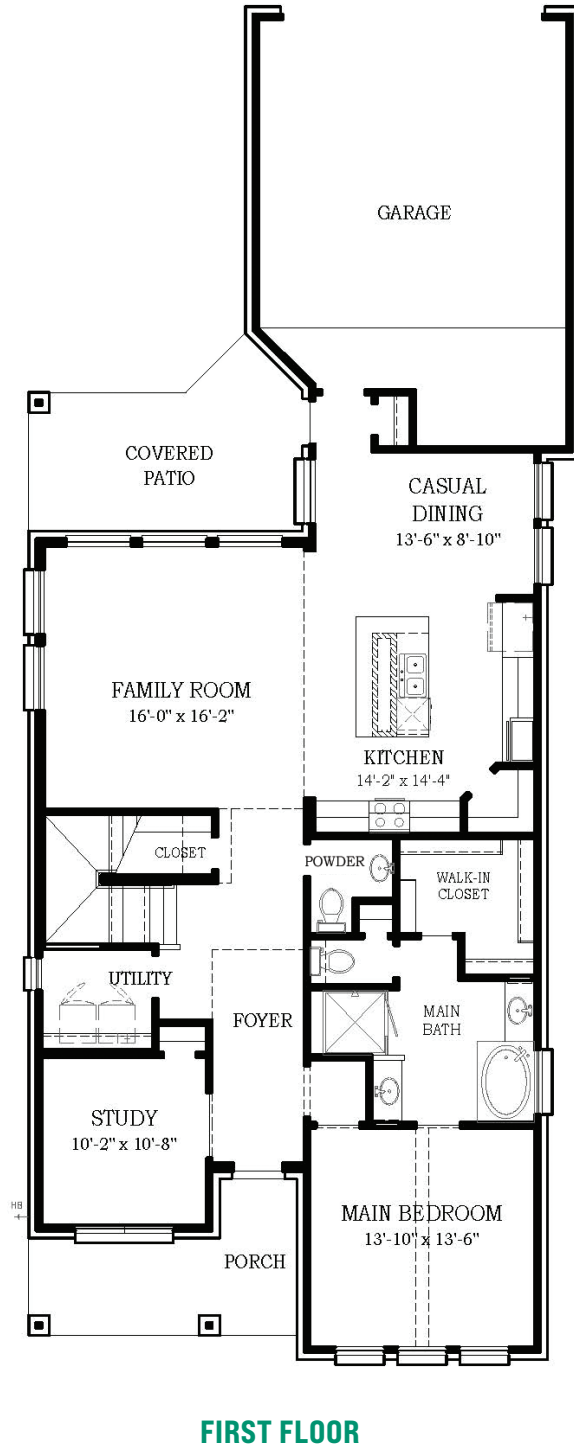 GARAGE
COVERED
PATIO
CASUAL
DINING
13'-6" x 8'-10"
FAMILY ROOM
16'-0" x 16'-2"
KITCHEN
14'-2" x 14'-4"
CLOSET
POWDER
WALK-IN
CLOSET
UTILITY
FOYER
MAIN
BATH
STUDY
10'-2" x 10'-8"
HB
MAIN BEDROOM
13'-10" x 13'-6"
PORCH
FIRST FLOOR